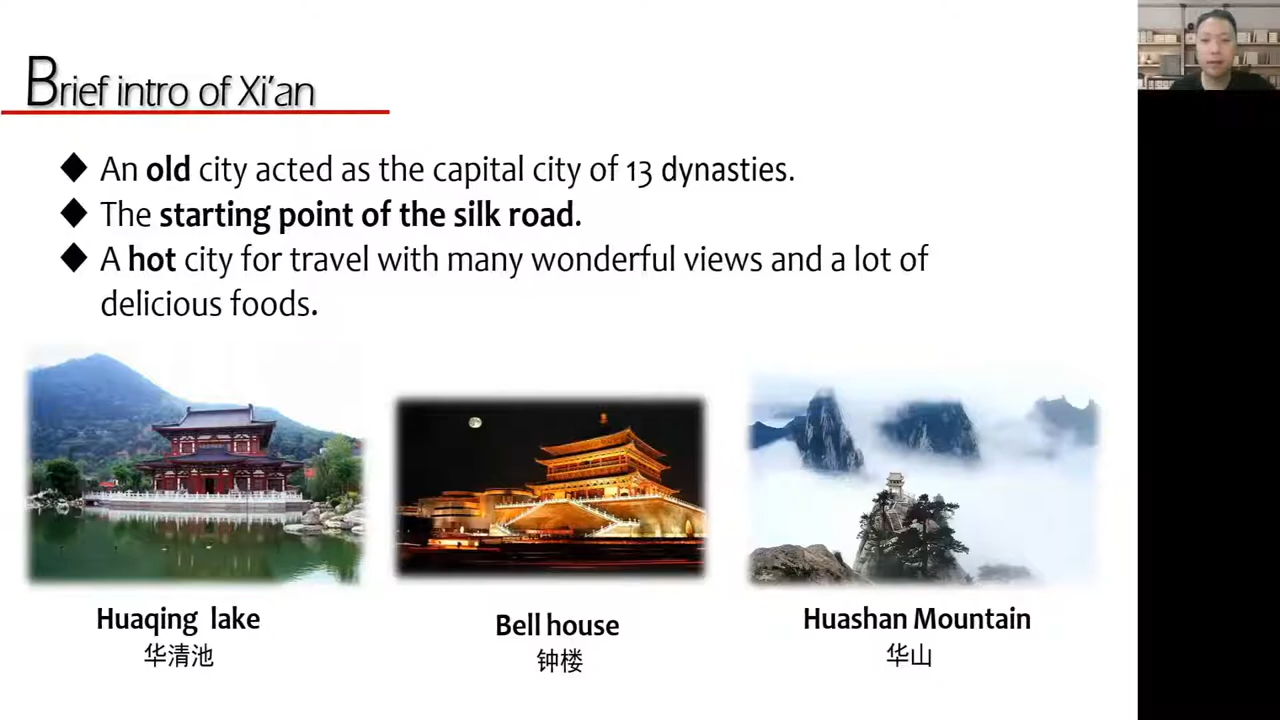 Brief intro of Xi'an
An old city acted as the capital city of 13 dynasties.
The starting point of the silk road.
A hot city for travel with many wonderful views and a lot of
delicious foods.
Huaqing lake
华清池
Bell house
钟楼
Huashan Mountain
华山